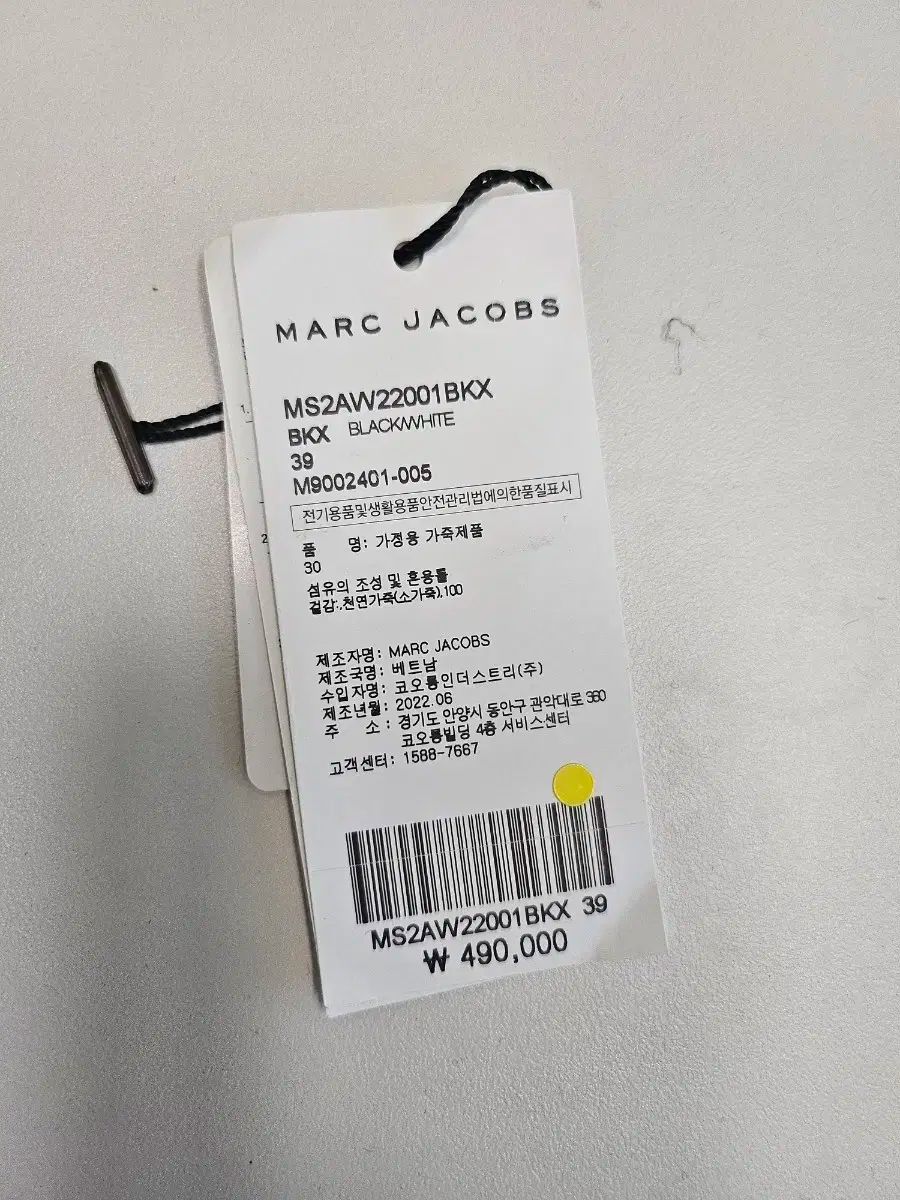 MARC JACOBS
MS2AW22001BKX
BKX BLACK/WHITE
39
M9002401-005
전기용품및생활용품안전관리법에의한품질표시
품 명: 가정용 가죽제품
30
섬유의 조성 및 혼용률
겉감:,천연가죽(소가죽),100
제조자명: MARC JACOBS
제조국명: 베트남
수입자명: 코오롱인더스트리(주)
제조년월: 2022.06
주 소: 경기도 안양시 동안구 관악대로 360
코오롱빌딩 4층 서비스센터
고객센터: 1588-7667
MS2AW22001BKX 39
₩ 490,000
1.
2